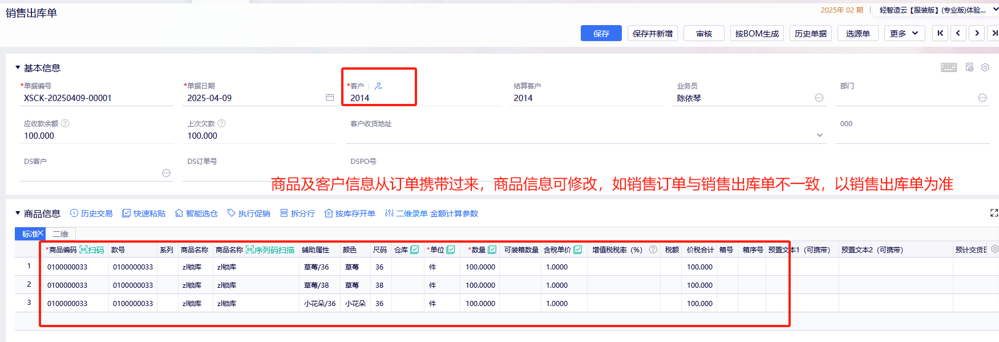 销售出库单
2025年 02 期 | 轻智造云【服装版】(专业版)体验...
保存 保存并新增 审核 按BOM生成 历史单据 选源单 更多
基本信息
*单据编号 *单据日期 *客户 结算客户 业务员 部门
XSCK-20250409-00001 2025-04-09 2014 2014 陈依琴
应收款余额 上次欠款 客户收货地址 000
100.000 100.000
DS客户 DS订单号 DSPO号
商品及客户信息从订单携带过来，商品信息可修改，如销售订单与销售出库单不一致，以销售出库单为准
商品信息 历史交易 快速粘贴 智能选仓 执行促销 拆分行 按库存开单 二维录单 金额计算参数
标准 二维
*商品编码 扫码 款号 系列 商品名称 商品名称 序列码扫描 辅助属性 颜色 尺码 仓库 *单位 *数量 可装箱数量 含税单价 增值税税率（%） 税额 价税合计 箱号 箱序号 预置文本1（可携带） 预置文本2（可携带） 预计交货日
1 0100000033 0100000033 zl锁库 zl锁库 草莓/36 草莓 36 件 100.0000 1.0000 100.000
2 0100000033 0100000033 zl锁库 zl锁库 草莓/38 草莓 38 件 100.0000 1.0000 100.000
3 0100000033 0100000033 zl锁库 zl锁库 小花朵/36 小花朵 36 件 100.0000 1.0000 100.000